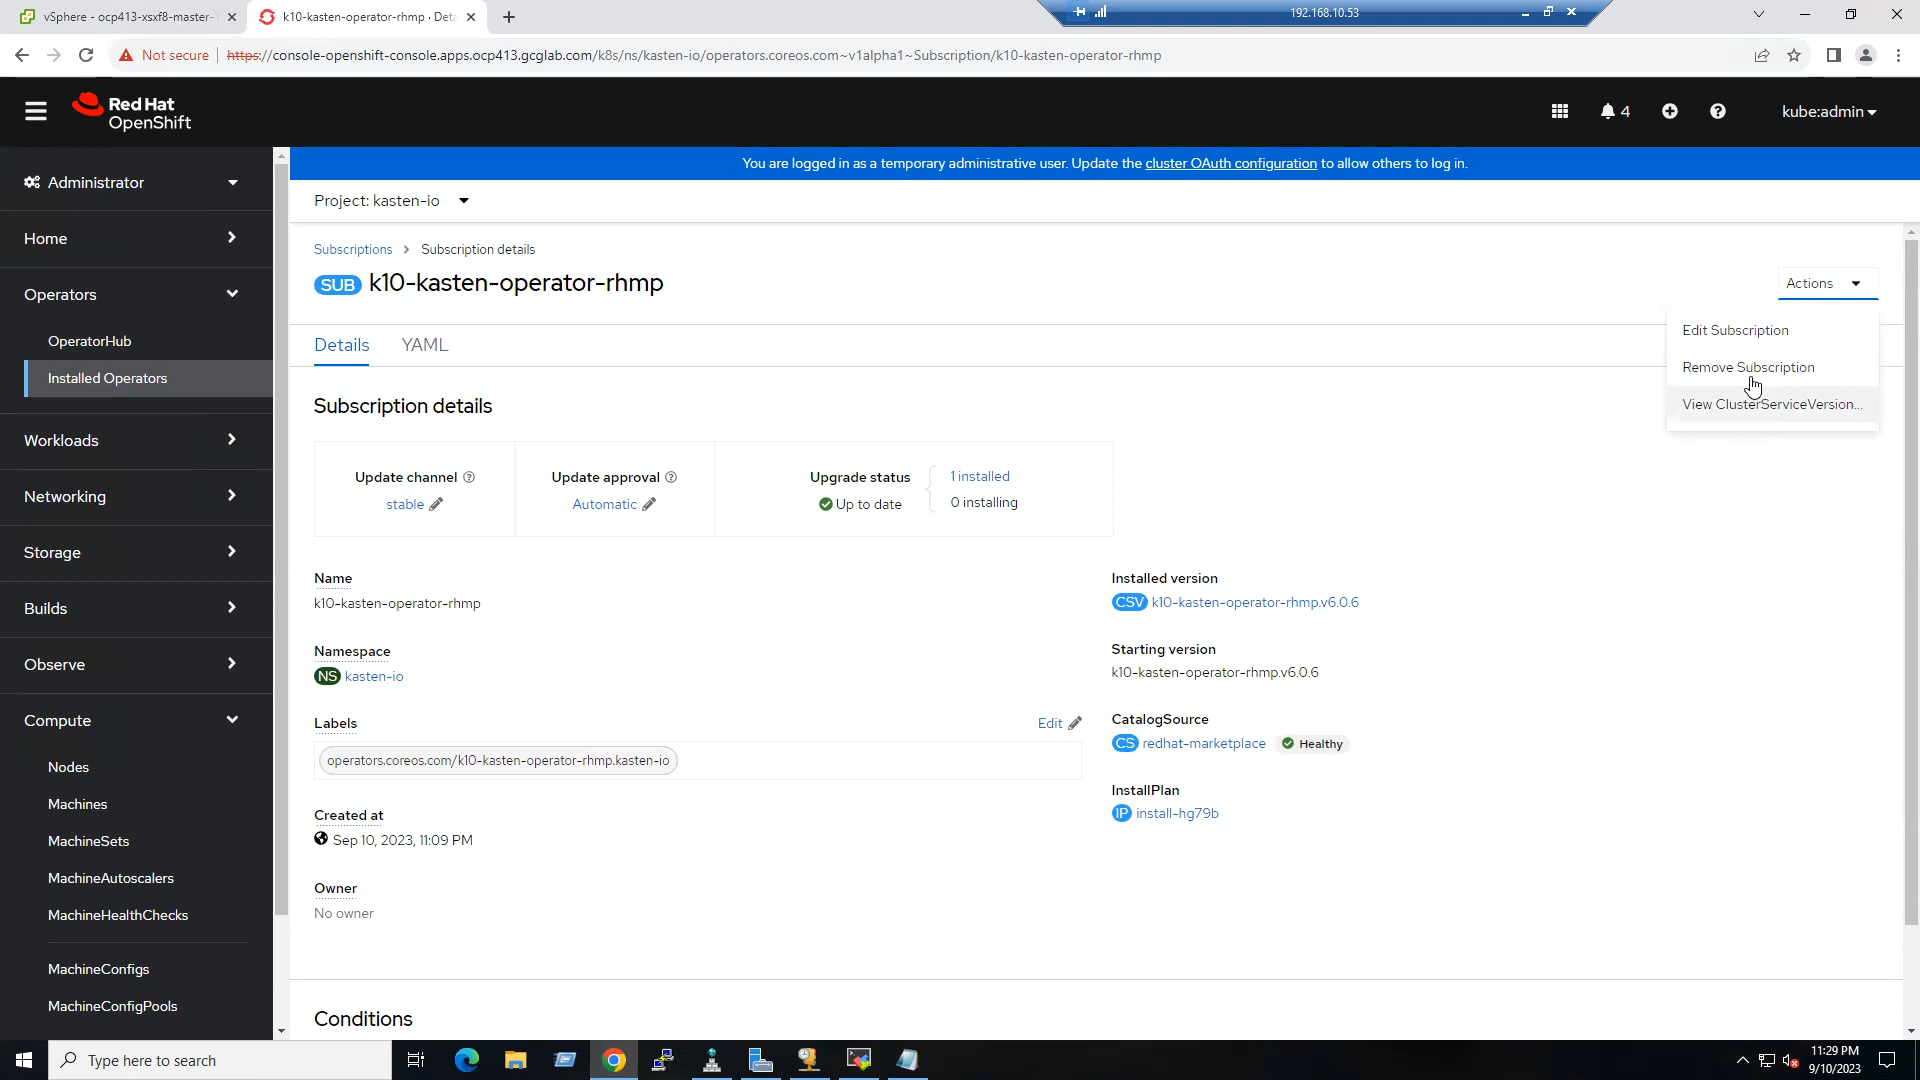 vSphere - ocp413-xsxf8-master-
k10-kasten-operator-rhmp · Deta
192.168.10.53
Not secure
https://console-openshift-console.apps.ocp413.gcglab.com/k8s/ns/kasten-io/operators.coreos.com~v1alpha1~Subscription/k10-kasten-operator-rhmp
Red Hat
OpenShift
4
kube:admin
You are logged in as a temporary administrative user. Update the cluster OAuth configuration to allow others to log in.
Administrator
Home
Operators
OperatorHub
Installed Operators
Workloads
Networking
Storage
Builds
Observe
Compute
Nodes
Machines
MachineSets
MachineAutoscalers
MachineHealthChecks
MachineConfigs
MachineConfigPools
Project: kasten-io
Subscriptions
Subscription details
SUB k10-kasten-operator-rhmp
Actions
Edit Subscription
Remove Subscription
View ClusterServiceVersion...
Details
YAML
Subscription details
Update channel
stable
Update approval
Automatic
Upgrade status
Up to date
1 installed
0 installing
Name
k10-kasten-operator-rhmp
Namespace
NS kasten-io
Labels
Edit
operators.coreos.com/k10-kasten-operator-rhmp.kasten-io
Created at
Sep 10, 2023, 11:09 PM
Owner
No owner
Installed version
CSV k10-kasten-operator-rhmp.v6.0.6
Starting version
k10-kasten-operator-rhmp.v6.0.6
CatalogSource
CS redhat-marketplace Healthy
InstallPlan
IP install-hg79b
Conditions
Type here to search
11:29 PM
9/10/2023